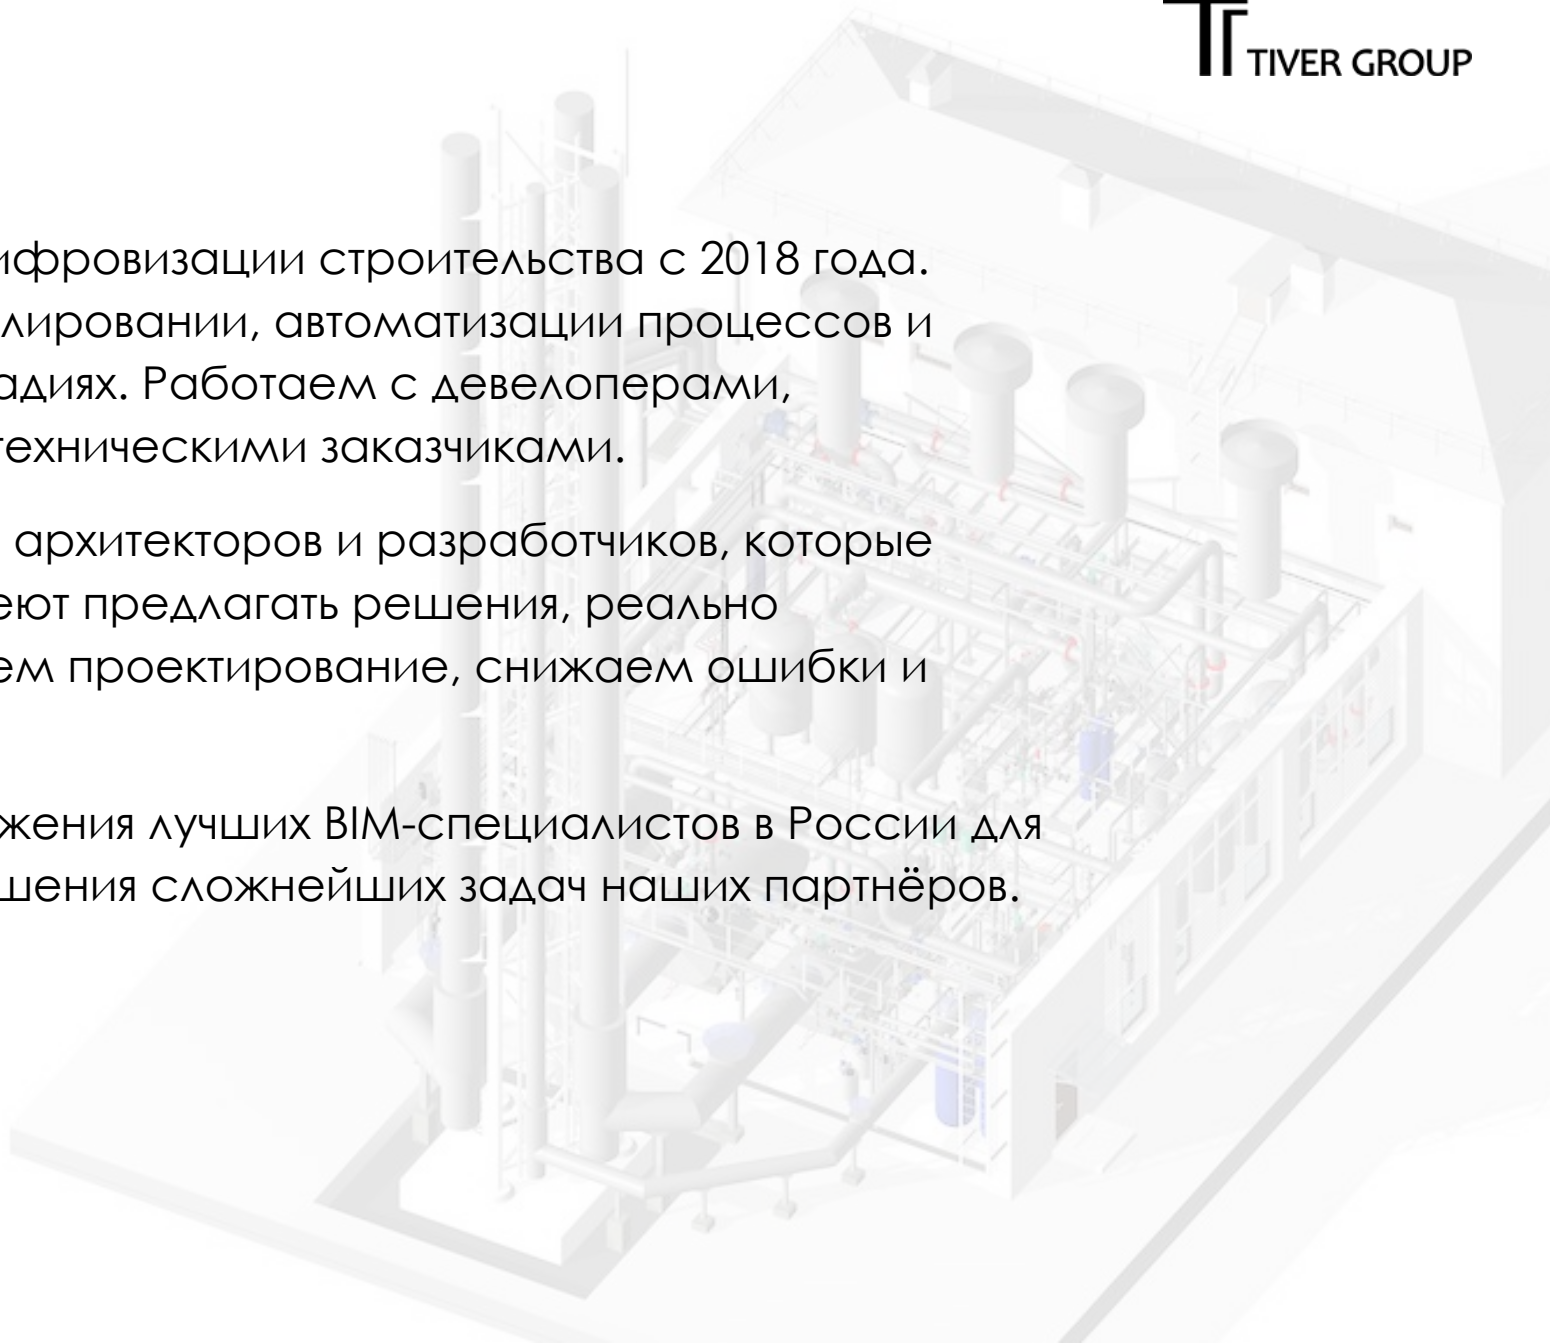 TIVER GROUP
ифровизации строительства с 2018 года.
лировании, автоматизации процессов и
адиях. Работаем с девелоперами,
техническими заказчиками.
архитекторов и разработчиков, которые
еют предлагать решения, реально
ем проектирование, снижаем ошибки и
жения лучших BIM-специалистов в России для
шения сложнейших задач наших партнёров.